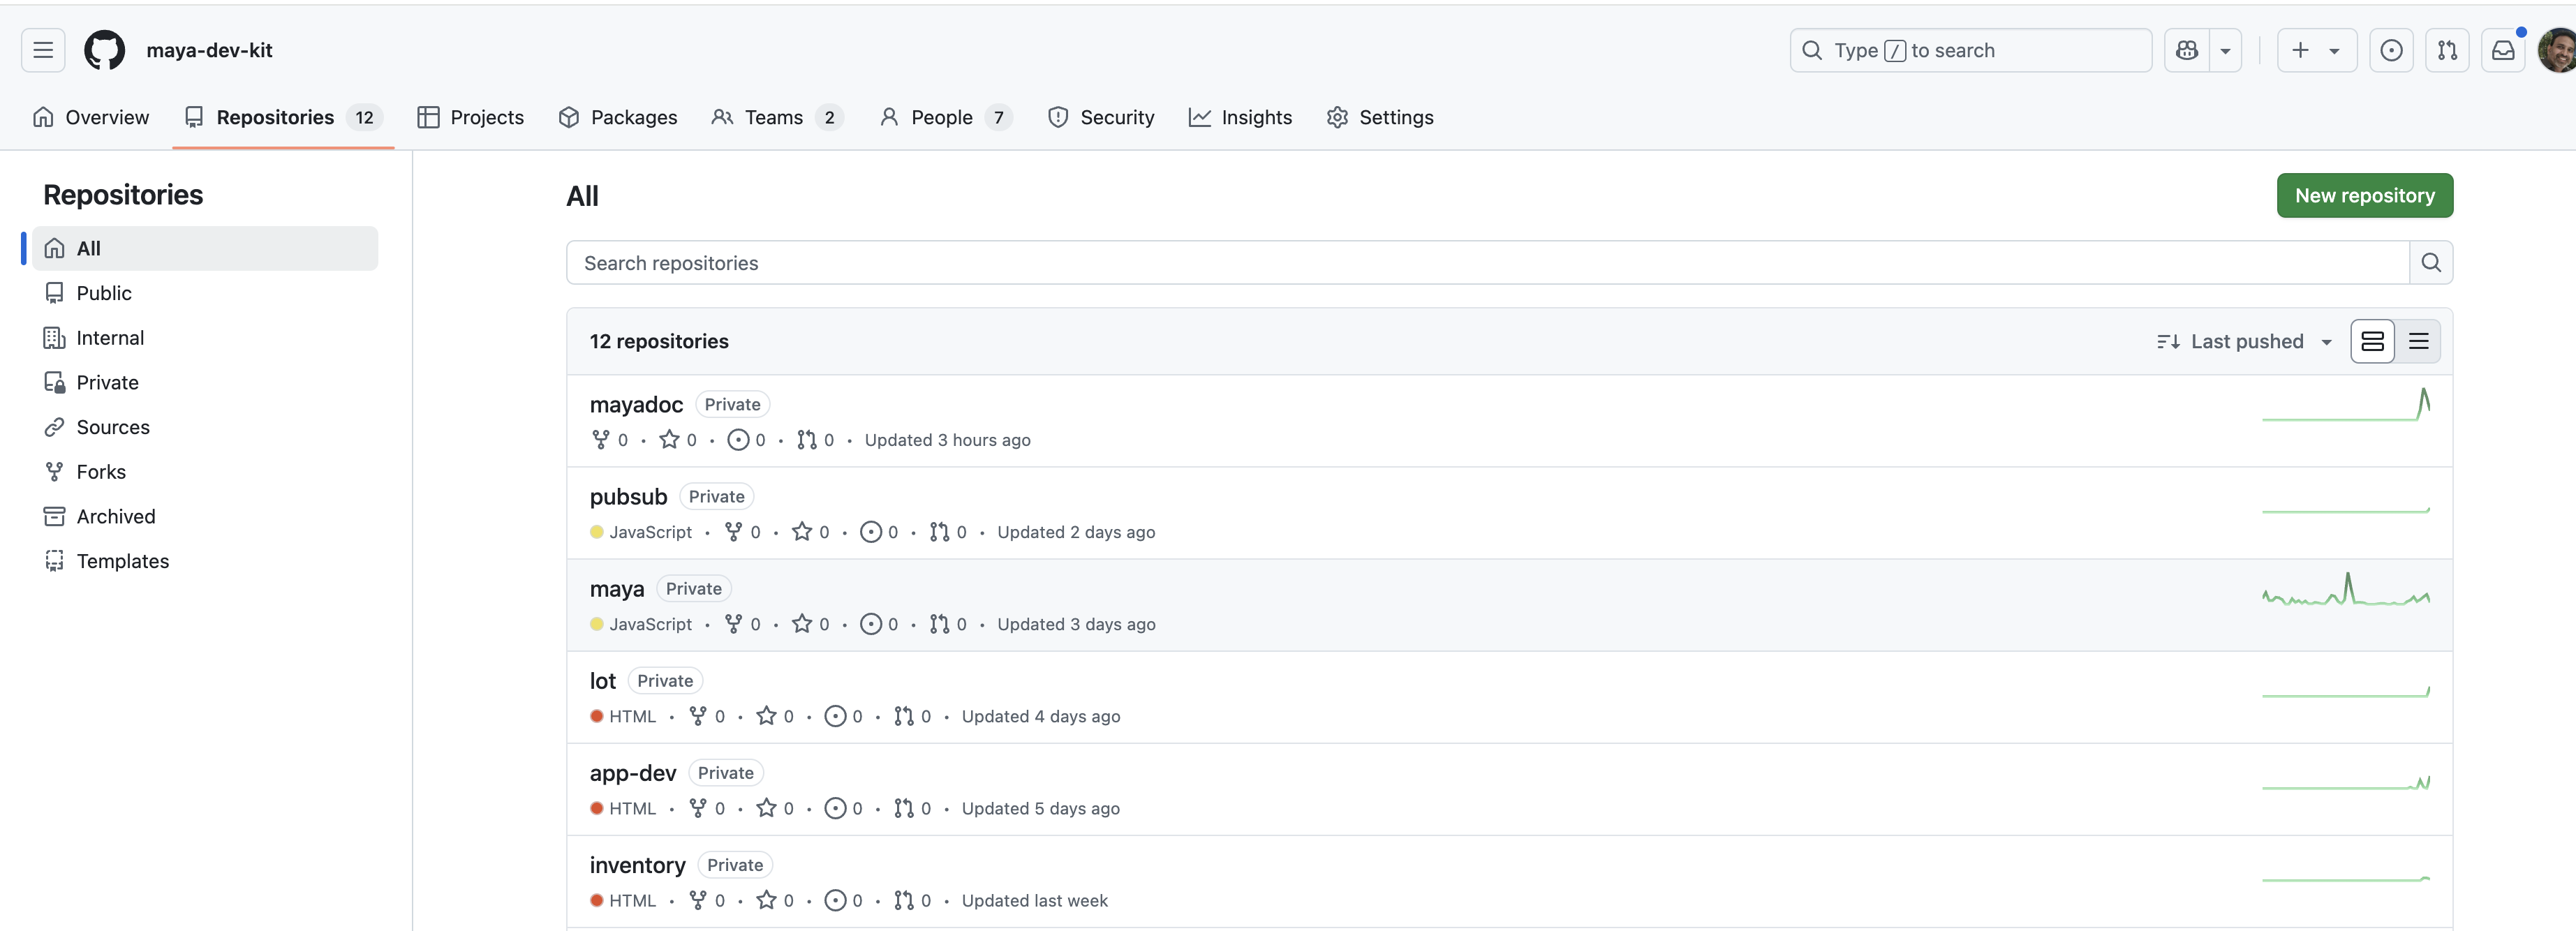 maya-dev-kit
Type / to search
Overview Repositories 12 Projects Packages Teams 2 People 7 Security Insights Settings
Repositories
All
Public
Internal
Private
Sources
Forks
Archived
Templates
All
New repository
Search repositories
12 repositories
Last pushed
mayadoc Private
0 · 0 · 0 · 0 · Updated 3 hours ago
pubsub Private
JavaScript · 0 · 0 · 0 · 0 · Updated 2 days ago
maya Private
JavaScript · 0 · 0 · 0 · 0 · Updated 3 days ago
lot Private
HTML · 0 · 0 · 0 · 0 · Updated 4 days ago
app-dev Private
HTML · 0 · 0 · 0 · 0 · Updated 5 days ago
inventory Private
HTML · 0 · 0 · 0 · 0 · Updated last week